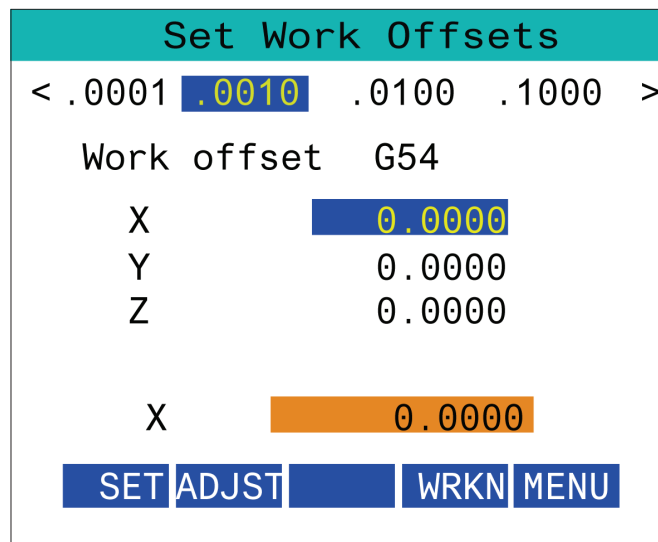 Set Work Offsets
< .0001 .0010 .0100 .1000 >
Work offset G54
X 0.0000
Y 0.0000
Z 0.0000
X 0.0000
SET ADJST WRKN MENU